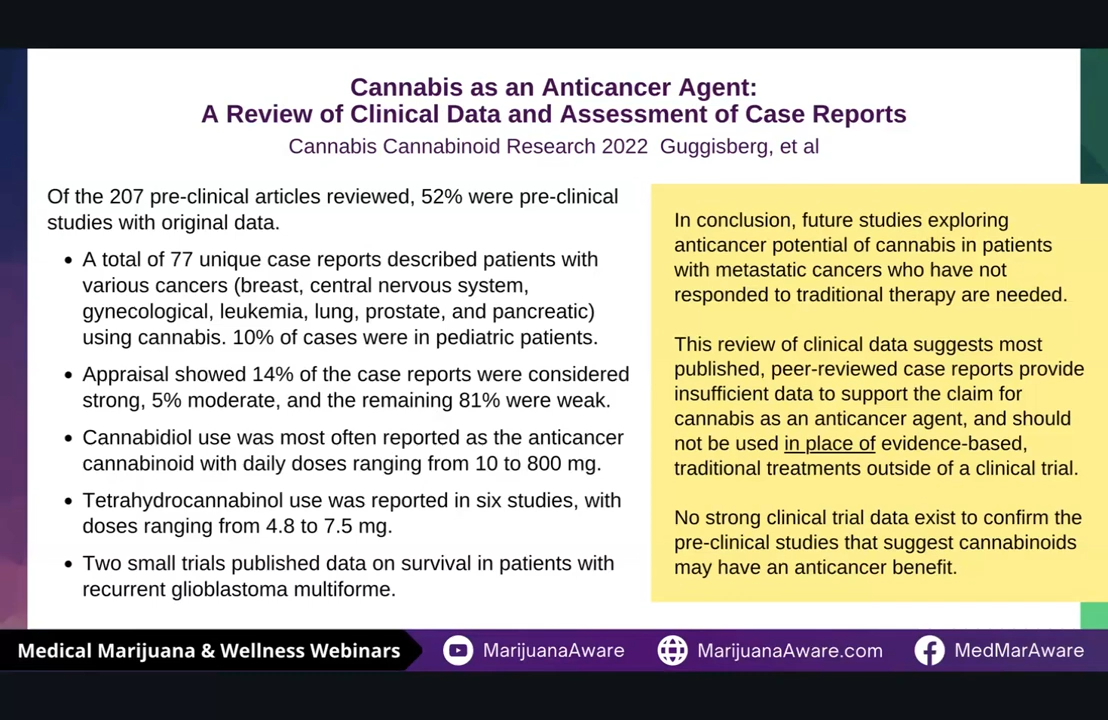 Cannabis as an Anticancer Agent:
A Review of Clinical Data and Assessment of Case Reports
Cannabis Cannabinoid Research 2022 Guggisberg, et al
Of the 207 pre-clinical articles reviewed, 52% were pre-clinical
studies with original data.
• A total of 77 unique case reports described patients with
various cancers (breast, central nervous system,
gynecological, leukemia, lung, prostate, and pancreatic)
using cannabis. 10% of cases were in pediatric patients.
• Appraisal showed 14% of the case reports were considered
strong, 5% moderate, and the remaining 81% were weak.
• Cannabidiol use was most often reported as the anticancer
cannabinoid with daily doses ranging from 10 to 800 mg.
• Tetrahydrocannabinol use was reported in six studies, with
doses ranging from 4.8 to 7.5 mg.
• Two small trials published data on survival in patients with
recurrent glioblastoma multiforme.
In conclusion, future studies exploring
anticancer potential of cannabis in patients
with metastatic cancers who have not
responded to traditional therapy are needed.
This review of clinical data suggests most
published, peer-reviewed case reports provide
insufficient data to support the claim for
cannabis as an anticancer agent, and should
not be used in place of evidence-based,
traditional treatments outside of a clinical trial.
No strong clinical trial data exist to confirm the
pre-clinical studies that suggest cannabinoids
may have an anticancer benefit.
Medical Marijuana & Wellness Webinars
MarijuanaAware
MarijuanaAware.com
MedMarAware